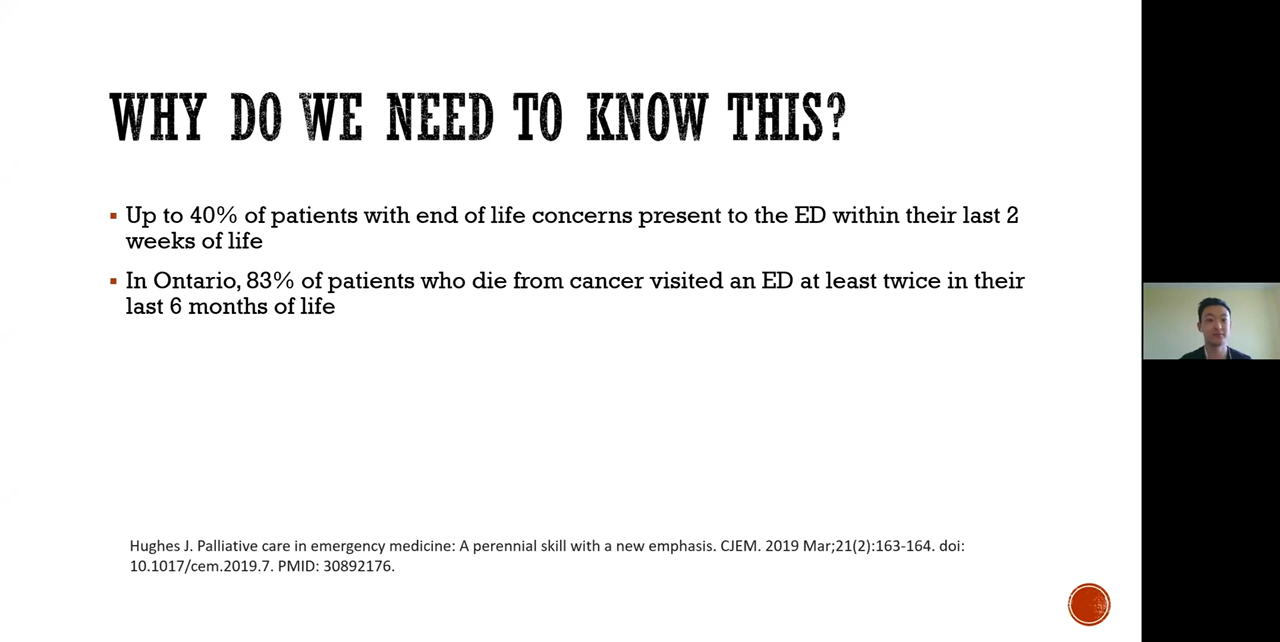 WHY DO WE NEED TO KNOW THIS?
Up to 40% of patients with end of life concerns present to the ED within their last 2
weeks of life
In Ontario, 83% of patients who die from cancer visited an ED at least twice in their
last 6 months of life
Hughes J. Palliative care in emergency medicine: A perennial skill with a new emphasis. CJEM. 2019 Mar;21(2):163-164. doi:
10.1017/cem.2019.7. PMID: 30892176.